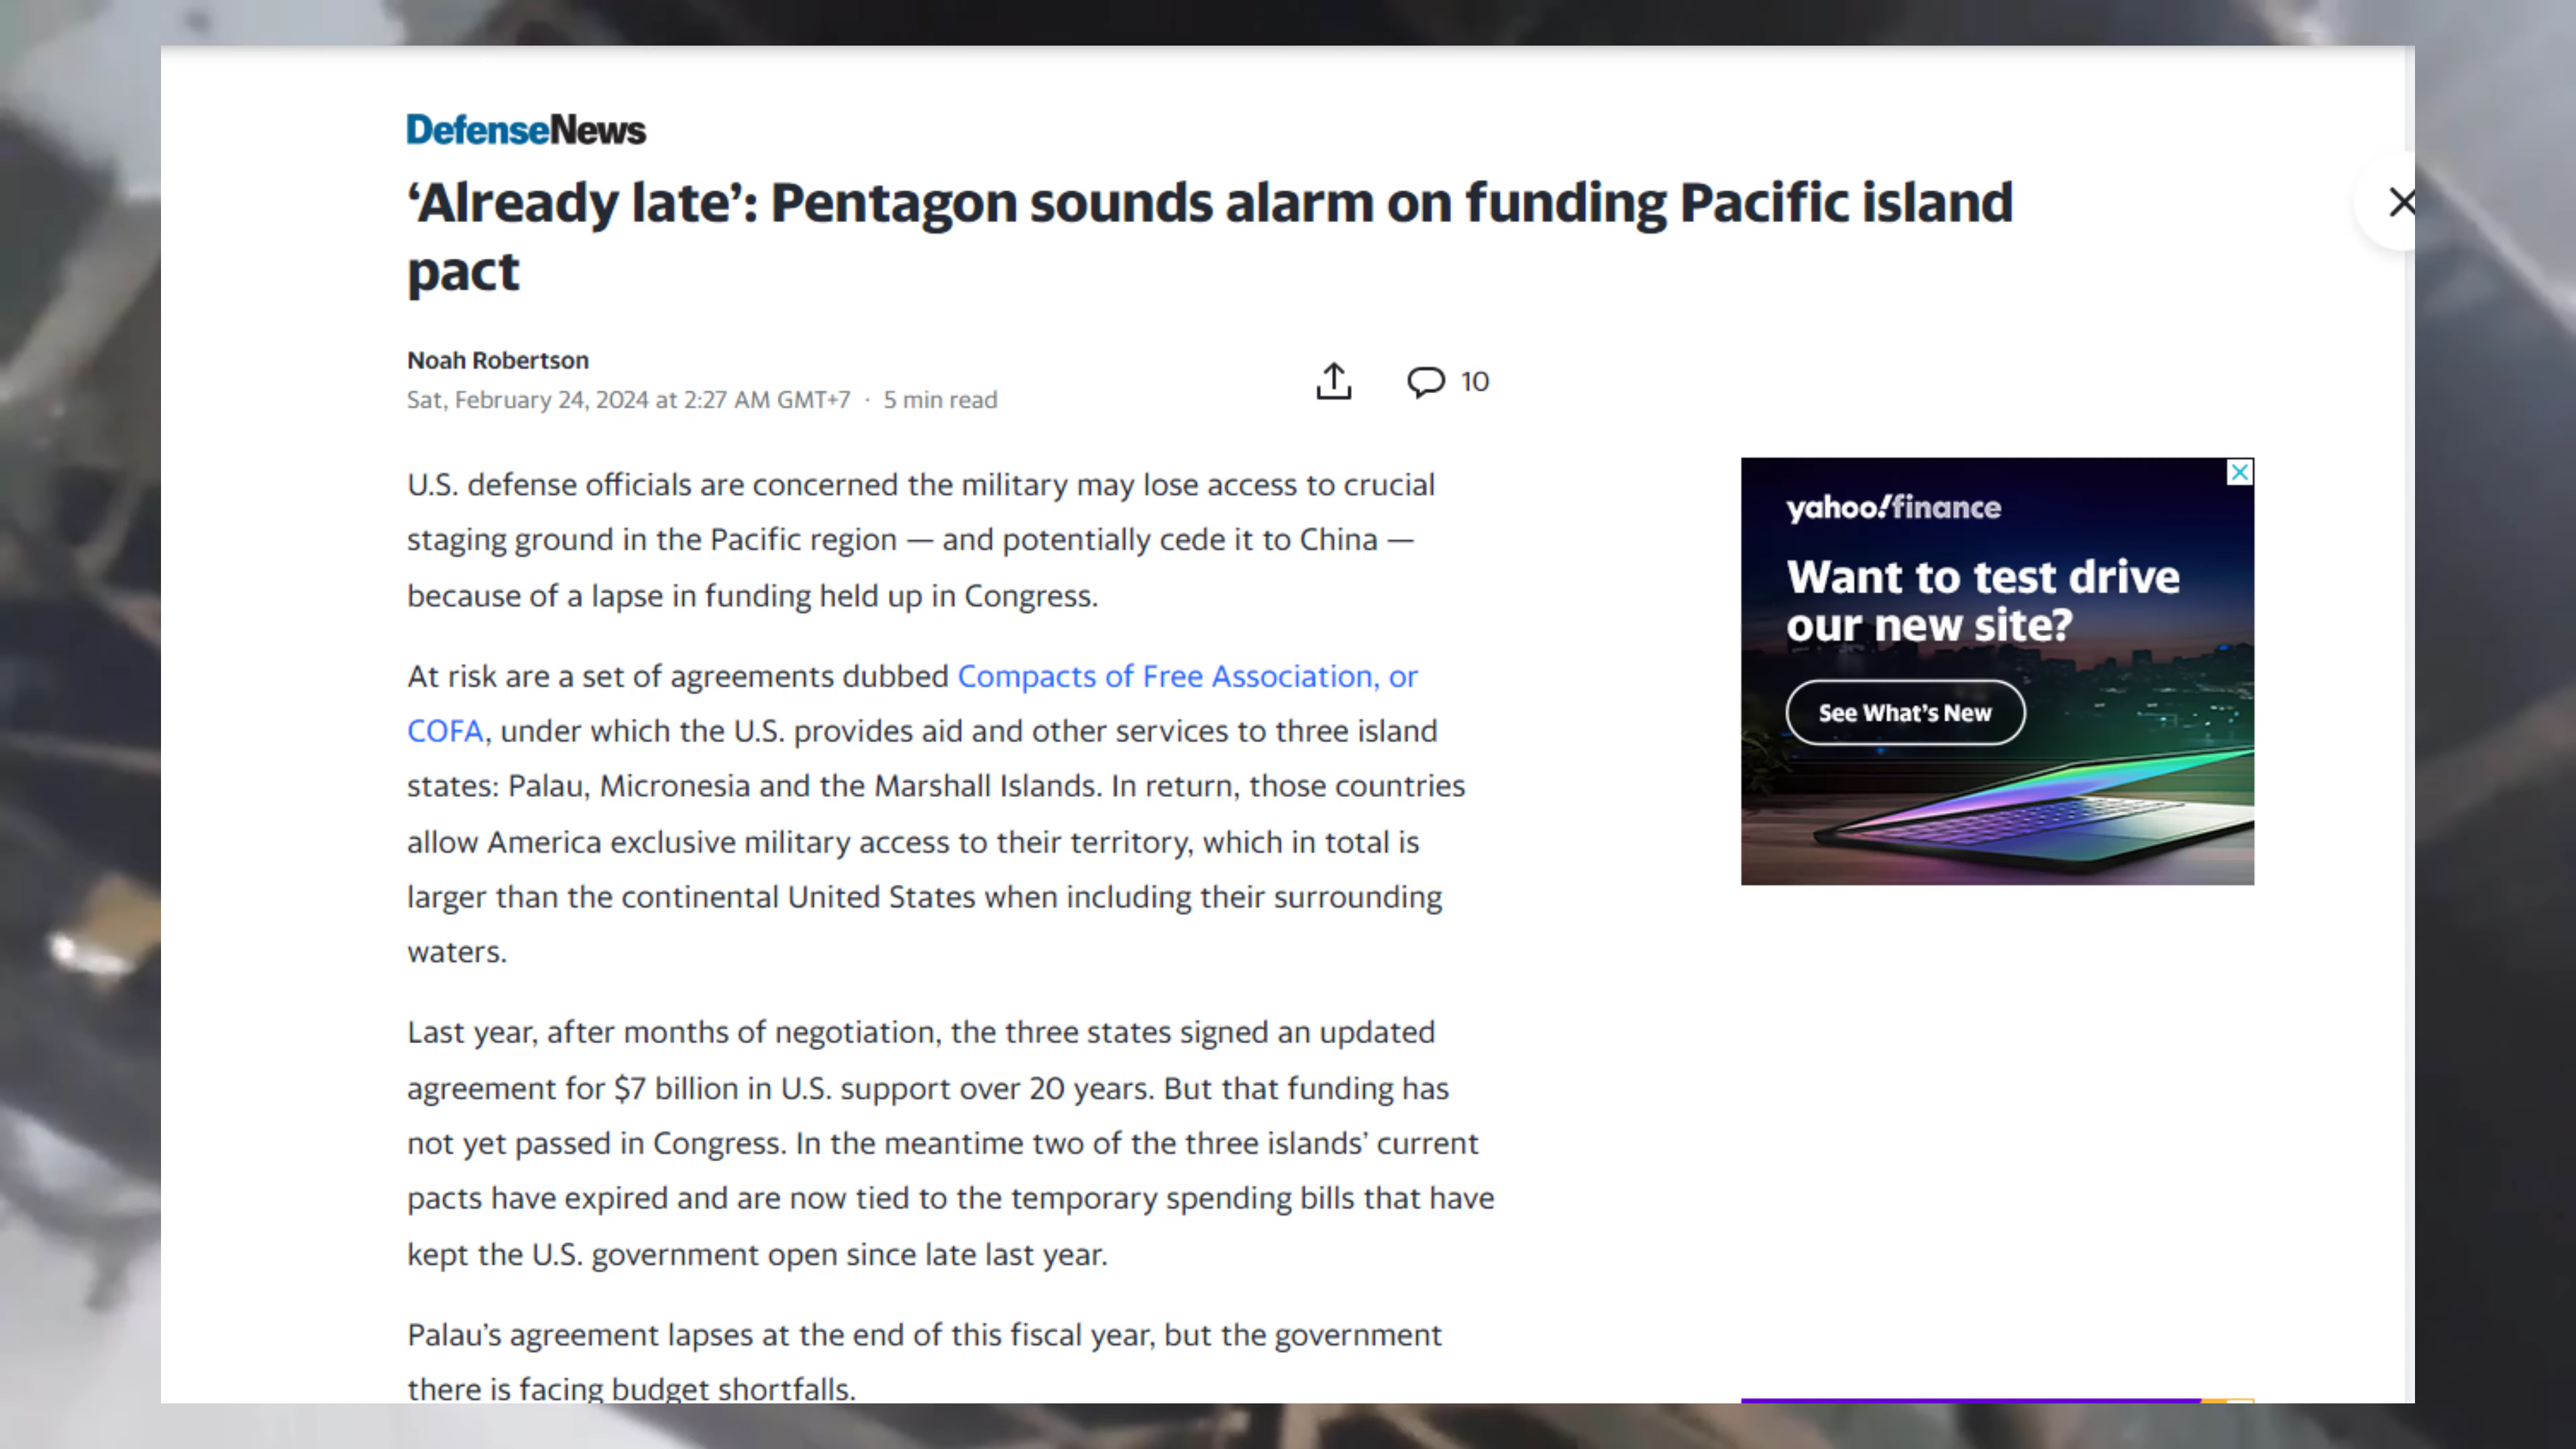 DefenseNews
‘Already late’: Pentagon sounds alarm on funding Pacific island
pact
Noah Robertson
Sat, February 24, 2024 at 2:27 AM GMT+7 · 5 min read
10
U.S. defense officials are concerned the military may lose access to crucial
staging ground in the Pacific region — and potentially cede it to China —
because of a lapse in funding held up in Congress.
At risk are a set of agreements dubbed Compacts of Free Association, or
COFA, under which the U.S. provides aid and other services to three island
states: Palau, Micronesia and the Marshall Islands. In return, those countries
allow America exclusive military access to their territory, which in total is
larger than the continental United States when including their surrounding
waters.
Last year, after months of negotiation, the three states signed an updated
agreement for $7 billion in U.S. support over 20 years. But that funding has
not yet passed in Congress. In the meantime two of the three islands’ current
pacts have expired and are now tied to the temporary spending bills that have
kept the U.S. government open since late last year.
Palau’s agreement lapses at the end of this fiscal year, but the government
there is facing budget shortfalls.
yahoo!finance
Want to test drive
our new site?
See What’s New